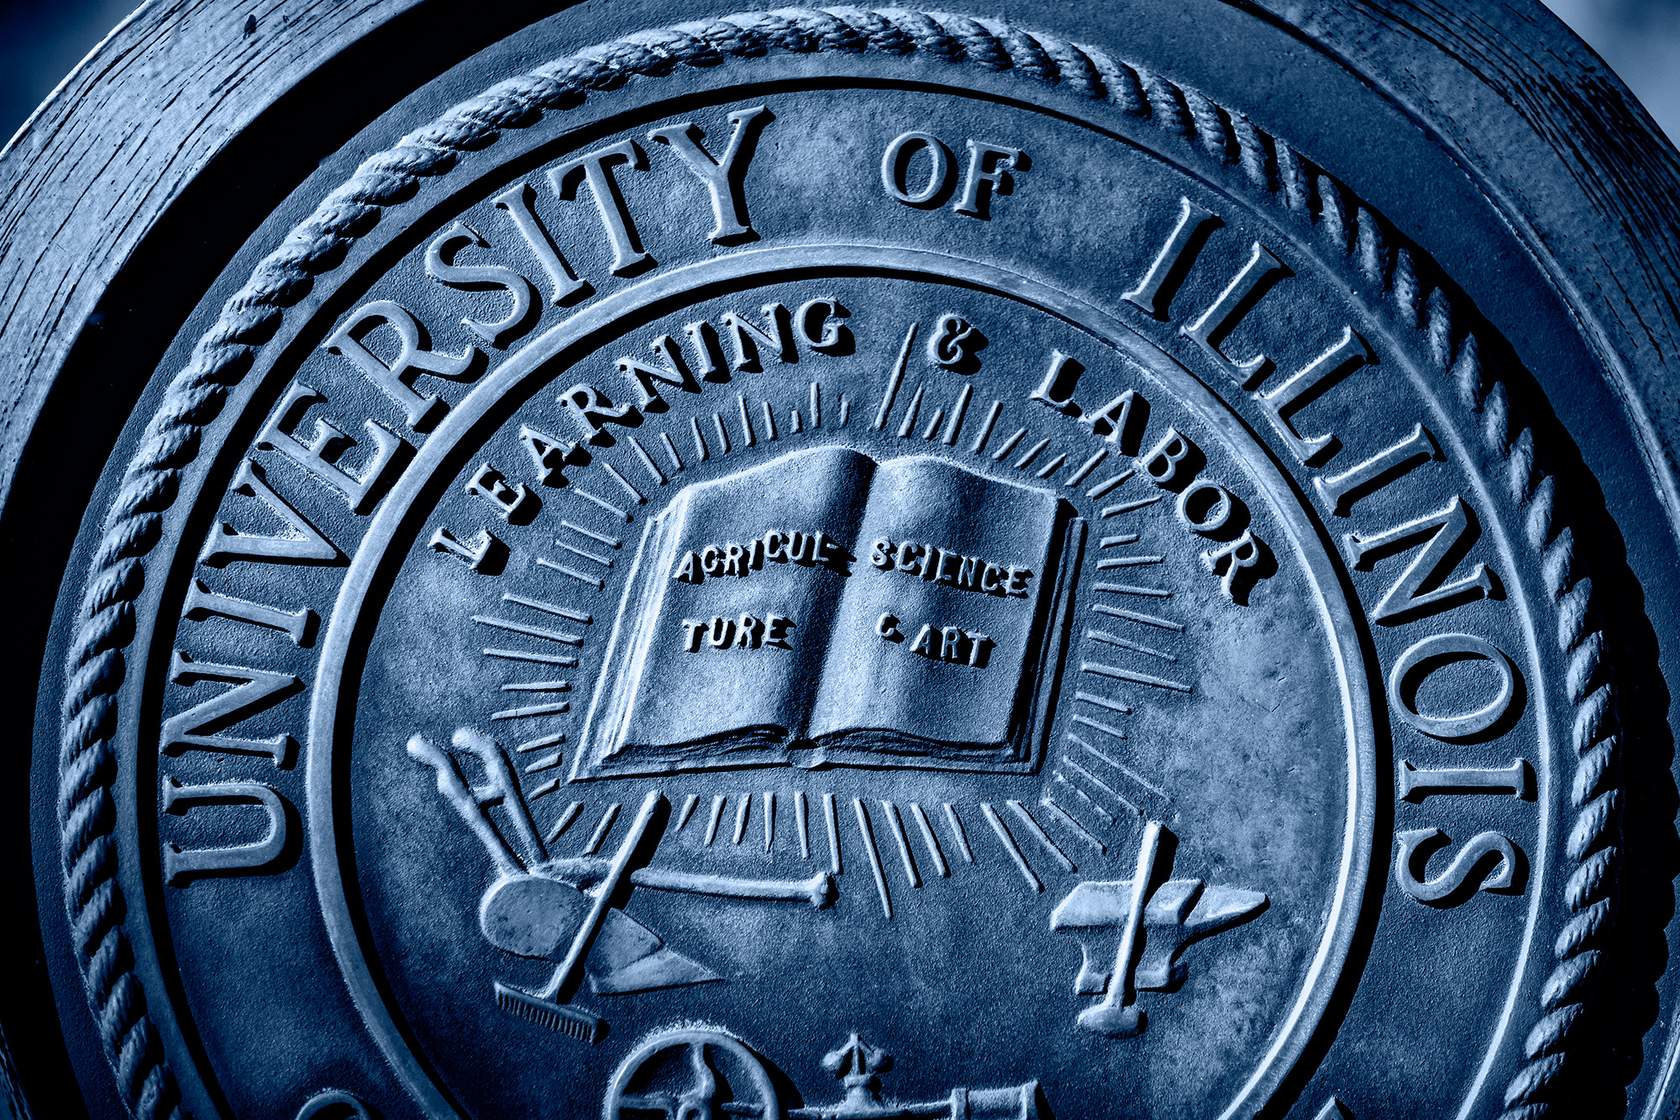 UNIVERSITY OF ILLINOIS
LEARNING & LABOR
AGRICUL-
TURE
SCIENCE
& ART